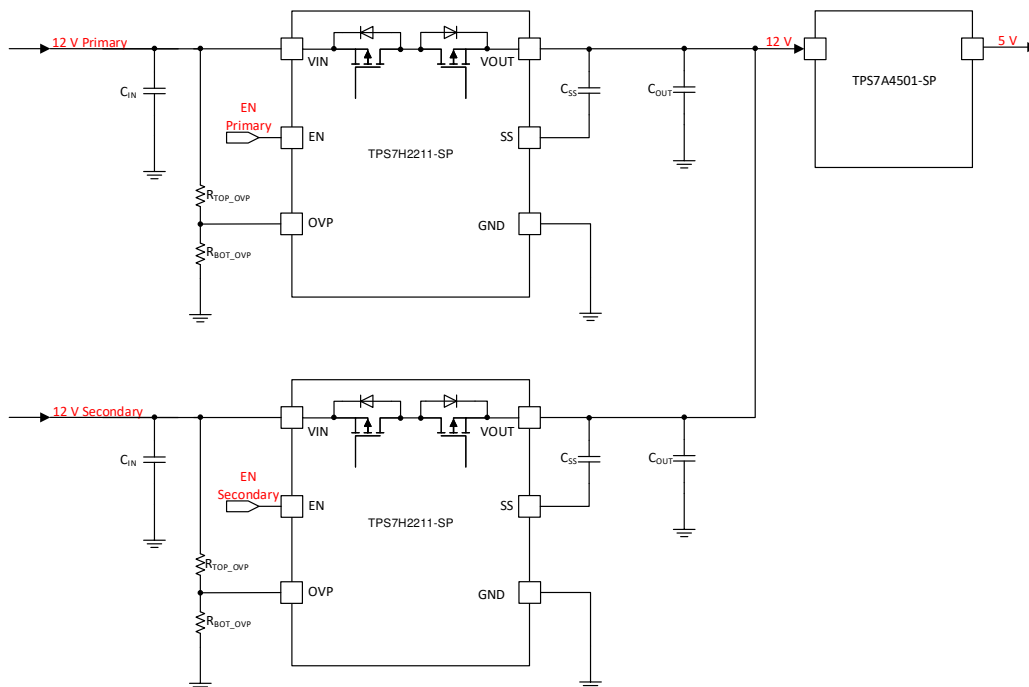 12 V Primary
VIN
VOUT
12 V
5 V
CIN
CSS
COUT
TPS7A4501-SP
EN
Primary
EN
SS
TPS7H2211-SP
RTOP_OVP
OVP
GND
RBOT_OVP
12 V Secondary
VIN
VOUT
CIN
CSS
COUT
EN
Secondary
EN
SS
TPS7H2211-SP
RTOP_OVP
OVP
GND
RBOT_OVP